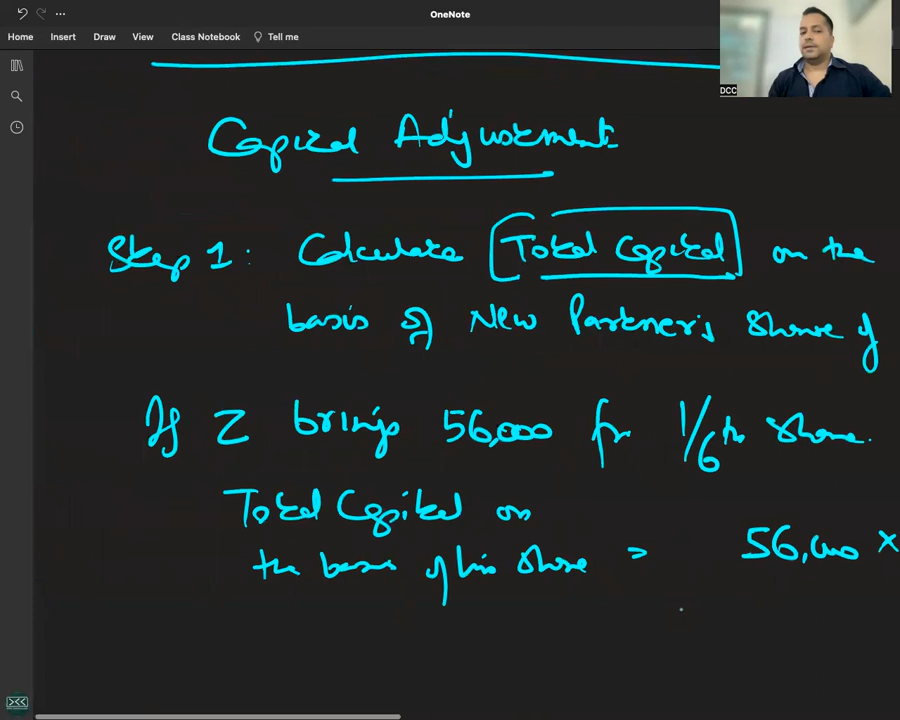 OneNote
Home Insert Draw View Class Notebook Tell me
DCC
Capital Adjustment
Step 1: Calculate Total Capital on the
basis of New Partner's Share of
If Z brings 56,000 for 1/6th Share.
Total Capital on
the basis of his Share = 56,000 ×